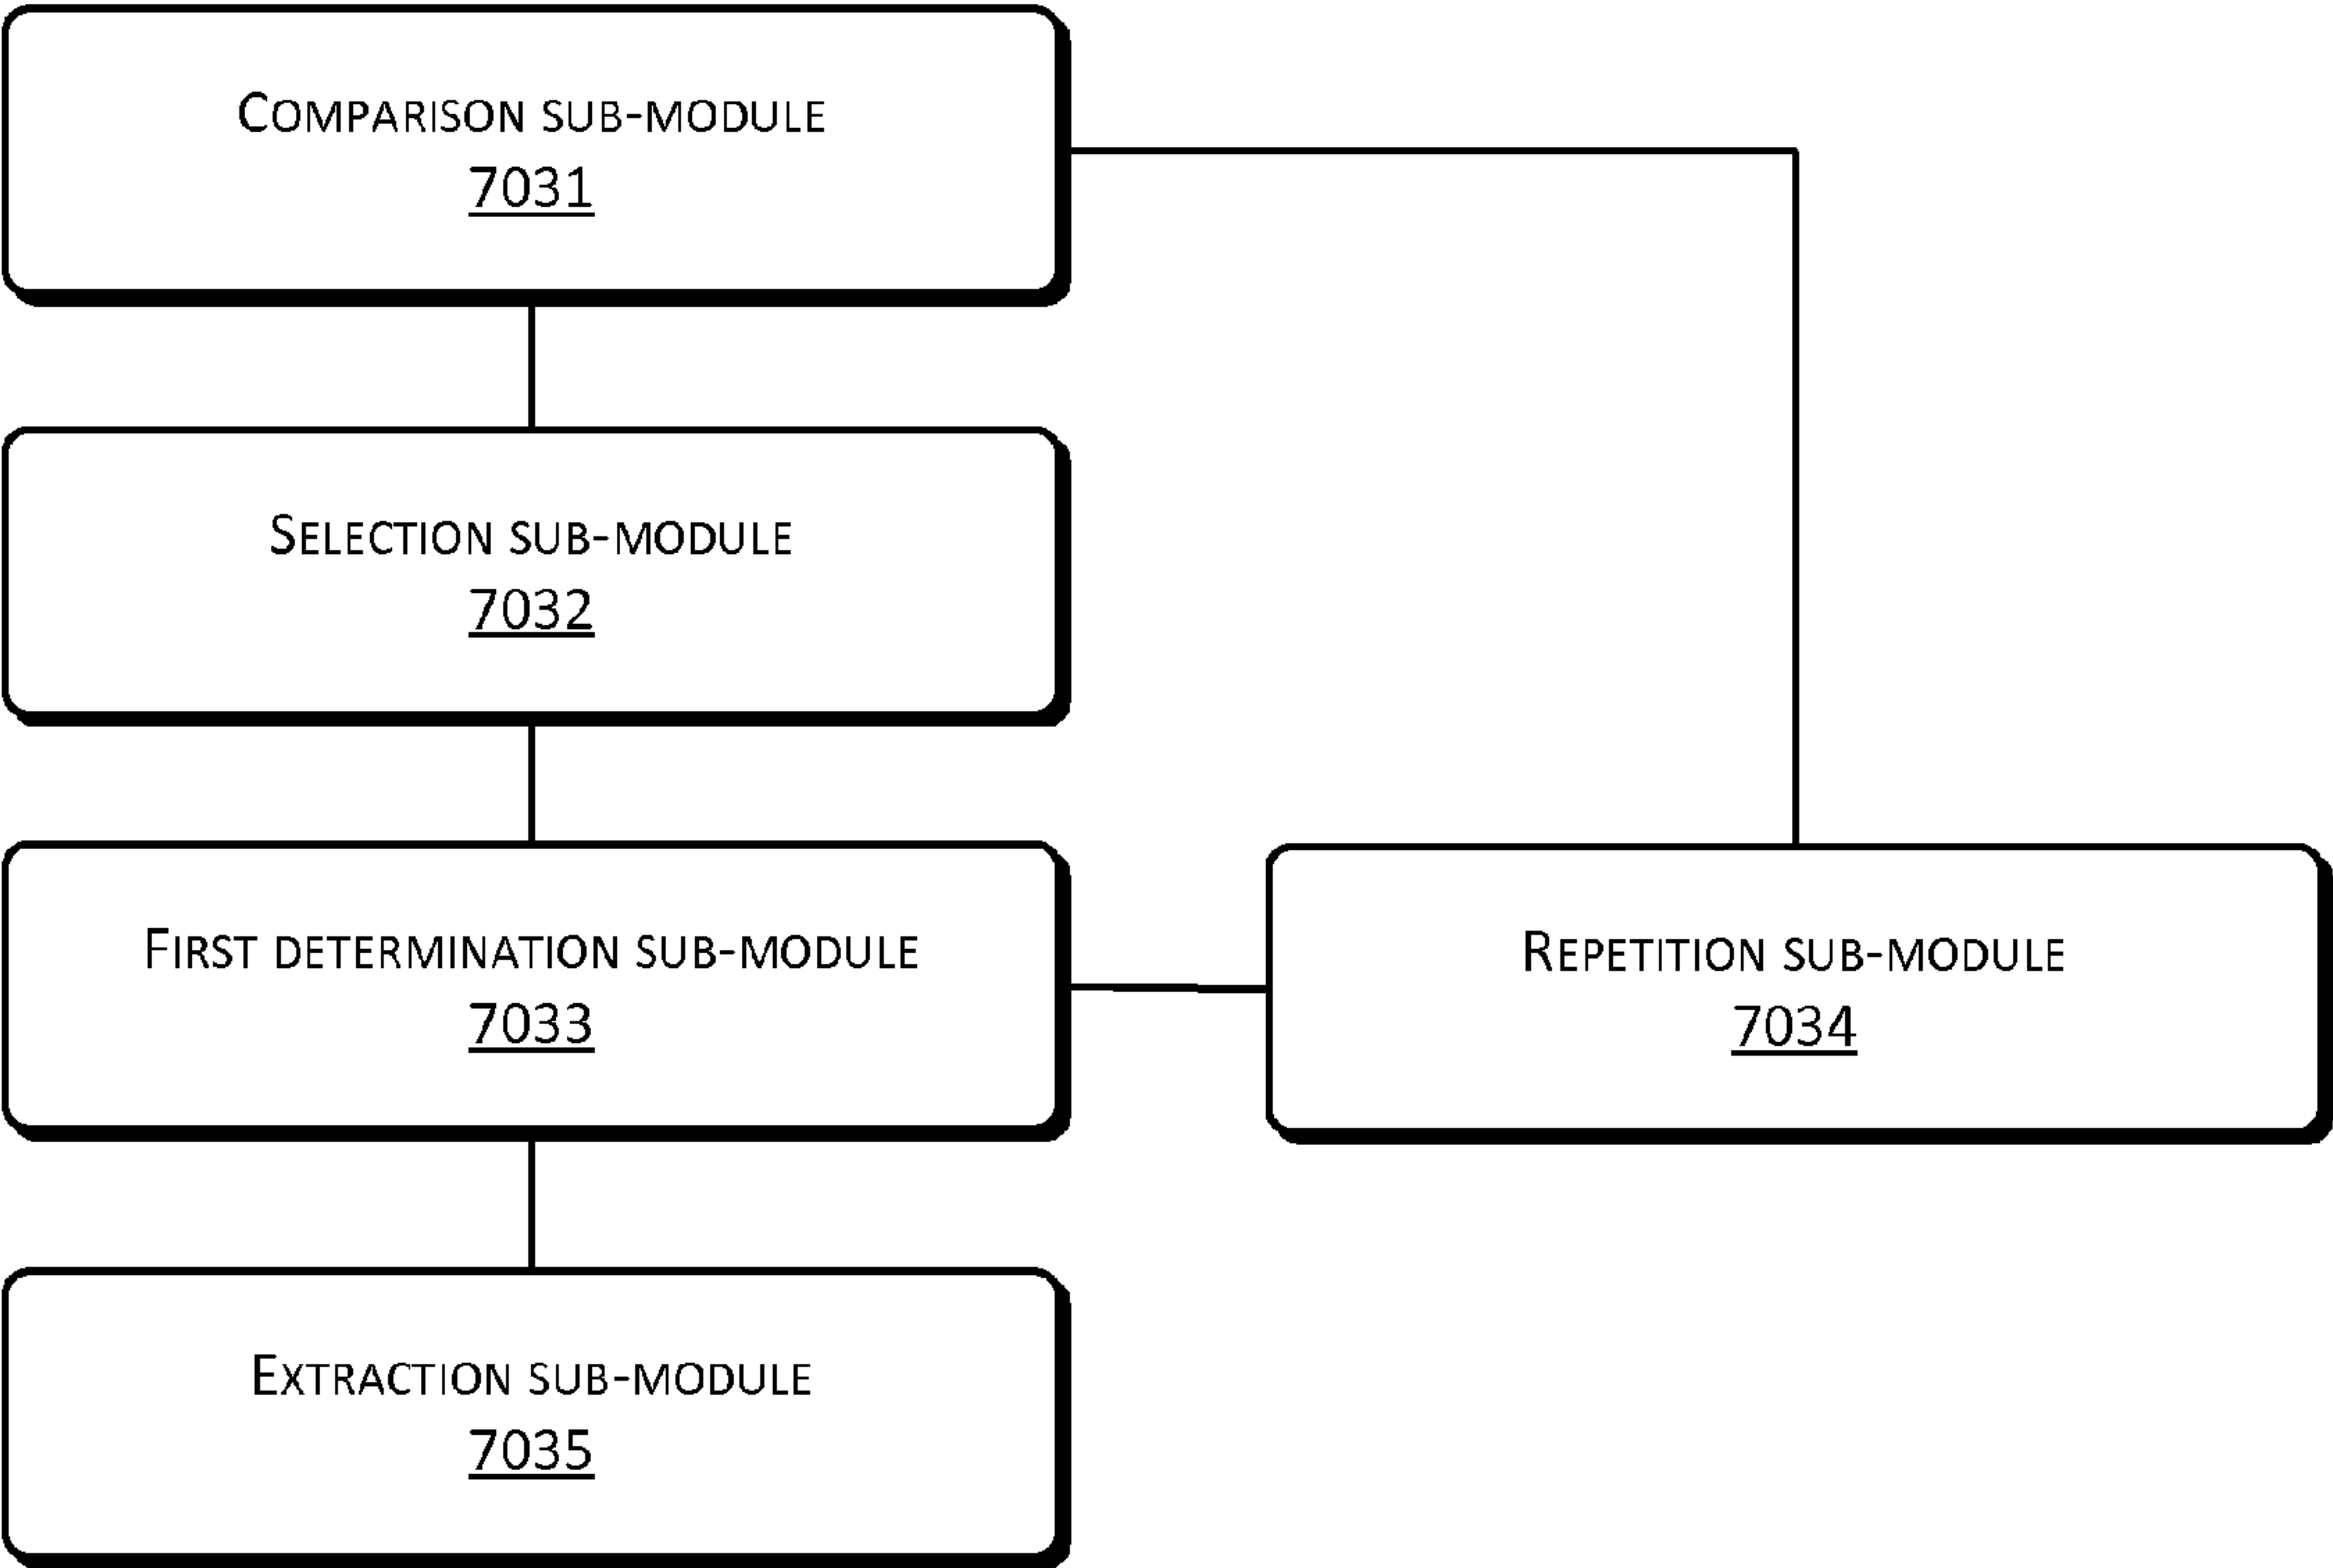 Comparison sub-module
7031
Selection sub-module
7032
First determination sub-module
7033
Repetition sub-module
7034
Extraction sub-module
7035